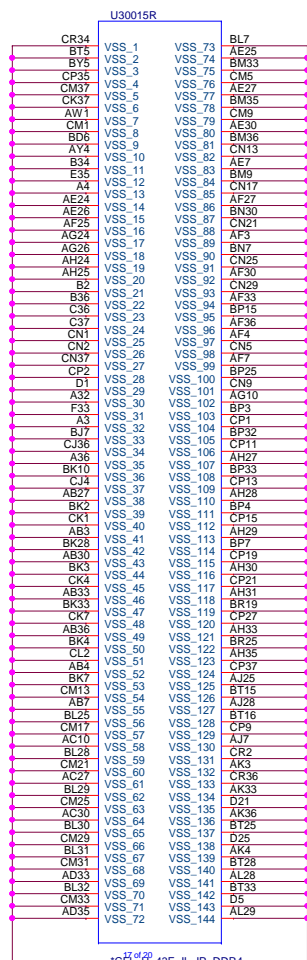 U30015R
CR34 VSS_1 VSS_73 BL7
BT5 VSS_2 VSS_74 AE25
BY5 VSS_3 VSS_75 BM33
CP35 VSS_4 VSS_76 CM5
CM37 VSS_5 VSS_77 AE27
CK37 VSS_6 VSS_78 BM35
AW1 VSS_7 VSS_79 CM9
CM1 VSS_8 VSS_80 AE30
BD6 VSS_9 VSS_81 BM36
AY4 VSS_10 VSS_82 CN13
B34 VSS_11 VSS_83 AE7
E35 VSS_12 VSS_84 BM9
A4 VSS_13 VSS_85 CN17
AE24 VSS_14 VSS_86 AF27
AE26 VSS_15 VSS_87 BN30
AF25 VSS_16 VSS_88 CN21
AG24 VSS_17 VSS_89 AF3
AG26 VSS_18 VSS_90 BN7
AH24 VSS_19 VSS_91 CN25
AH25 VSS_20 VSS_92 AF30
B2 VSS_21 VSS_93 CN29
B36 VSS_22 VSS_94 AF33
C36 VSS_23 VSS_95 BP15
C37 VSS_24 VSS_96 AF36
CN1 VSS_25 VSS_97 AF4
CN2 VSS_26 VSS_98 CN5
CN37 VSS_27 VSS_99 AF7
CP2 VSS_28 VSS_100 BP25
D1 VSS_29 VSS_101 CN9
A32 VSS_30 VSS_102 AG10
F33 VSS_31 VSS_103 BP3
A3 VSS_32 VSS_104 CP1
BJ7 VSS_33 VSS_105 BP32
CJ36 VSS_34 VSS_106 CP11
A36 VSS_35 VSS_107 AH27
BK10 VSS_36 VSS_108 BP33
CJ4 VSS_37 VSS_109 CP13
AB27 VSS_38 VSS_110 AH28
BK2 VSS_39 VSS_111 BP4
CK1 VSS_40 VSS_112 CP15
AB3 VSS_41 VSS_113 AH29
BK28 VSS_42 VSS_114 BP7
AB30 VSS_43 VSS_115 CP19
BK3 VSS_44 VSS_116 AH30
CK4 VSS_45 VSS_117 CP21
AB33 VSS_46 VSS_118 AH31
BK33 VSS_47 VSS_119 BR19
CK7 VSS_48 VSS_120 CP27
AB36 VSS_49 VSS_121 AH33
BK4 VSS_50 VSS_122 BR25
CL2 VSS_51 VSS_123 AH35
AB4 VSS_52 VSS_124 CP37
BK7 VSS_53 VSS_125 AJ25
CM13 VSS_54 VSS_126 BT15
AB7 VSS_55 VSS_127 AJ28
BL25 VSS_56 VSS_128 BT16
CM17 VSS_57 VSS_129 CP9
AC10 VSS_58 VSS_130 AJ7
BL28 VSS_59 VSS_131 CR2
CM21 VSS_60 VSS_132 AK3
AC27 VSS_61 VSS_133 CR36
BL29 VSS_62 VSS_134 AK33
CM25 VSS_63 VSS_135 D21
AC30 VSS_64 VSS_136 AK36
BL30 VSS_65 VSS_137 BT25
CM29 VSS_66 VSS_138 D25
BL31 VSS_67 VSS_139 AK4
CM31 VSS_68 VSS_140 BT28
AD33 VSS_69 VSS_141 AL28
BL32 VSS_70 VSS_142 BT33
CM33 VSS_71 VSS_143 D5
AD35 VSS_72 VSS_144 AL29
17 of 20